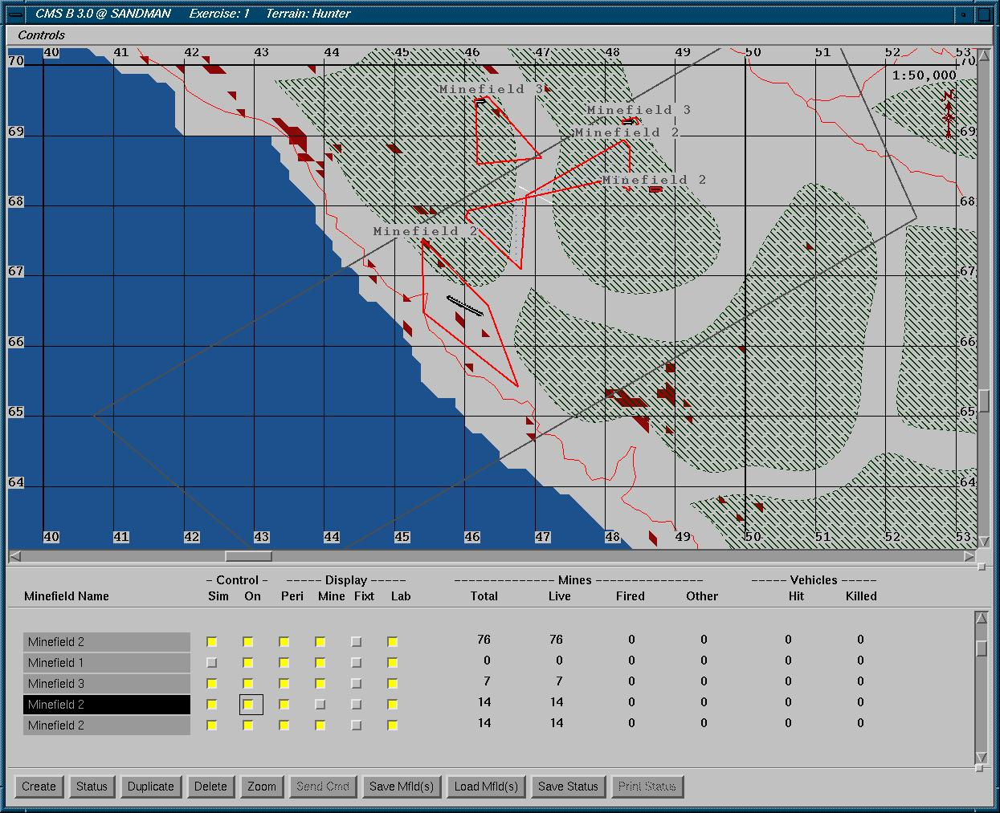 CMS B 3.0 @ SANDMAN Exercise: 1 Terrain: Hunter
Controls
40 41 42 43 44 45 46 47 48 49 50 51 52 53
70 70
1:50,000
Minefield 3
N
Minefield 3
69 Minefield 2 69
Minefield 2
68 68
Minefield 2
67 67
66 66
65 65
64 64
40 41 42 43 44 45 46 47 48 49 50 51 52 53
– Control – ----- Display ----- Mines Vehicles
Minefield Name Sim On Peri Mine Fixt Lab Total Live Fired Other Hit Killed
Minefield 2 76 76 0 0 0 0
Minefield 1 0 0 0 0 0 0
Minefield 3 7 7 0 0 0 0
Minefield 2 14 14 0 0 0 0
Minefield 2 14 14 0 0 0 0
Create Status Duplicate Delete Zoom Send Cmd Save Mfld(s) Load Mfld(s) Save Status Print Status